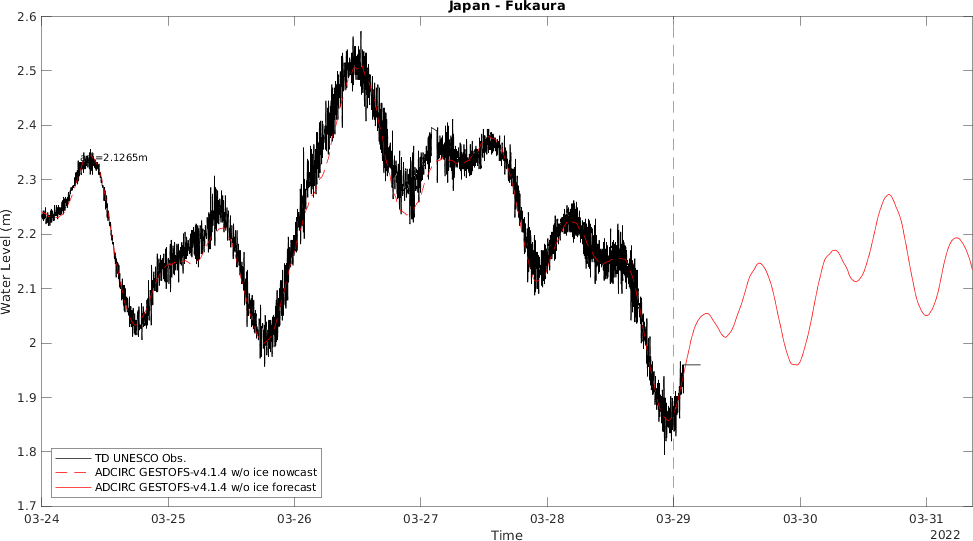 Japan - Fukaura
2.6
2.5
2.4
2.3
2.2
2.1
2
1.9
1.8
1.7
Water Level (m)
=2.1265m
TD UNESCO Obs.
ADCIRC GESTOFS-v4.1.4 w/o ice nowcast
ADCIRC GESTOFS-v4.1.4 w/o ice forecast
03-24
03-25
03-26
03-27
03-28
03-29
03-30
03-31
Time
2022